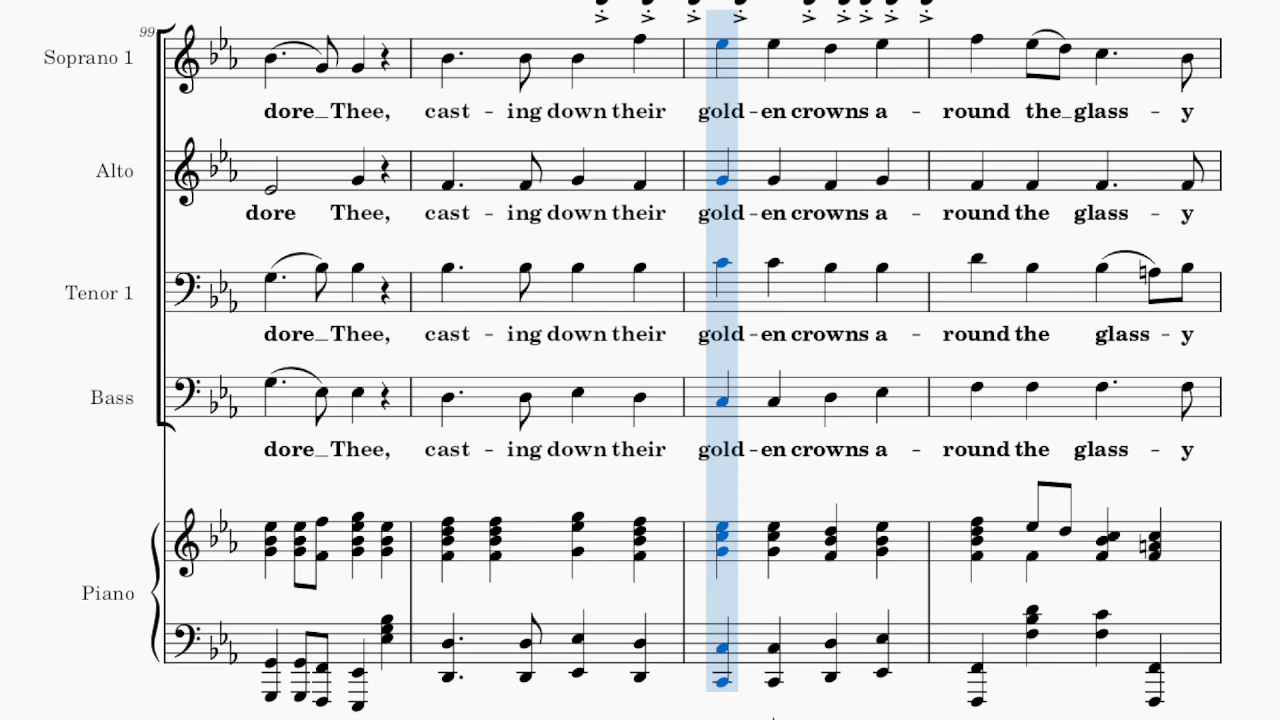 99
Soprano 1
dore_Thee, cast - ing down their gold - en crowns a - round the_glass - y
Alto
dore Thee, cast - ing down their gold - en crowns a - round the glass - y
Tenor 1
dore_Thee, cast - ing down their gold - en crowns a - round the glass - y
Bass
dore_Thee, cast - ing down their gold - en crowns a - round the glass - y
Piano